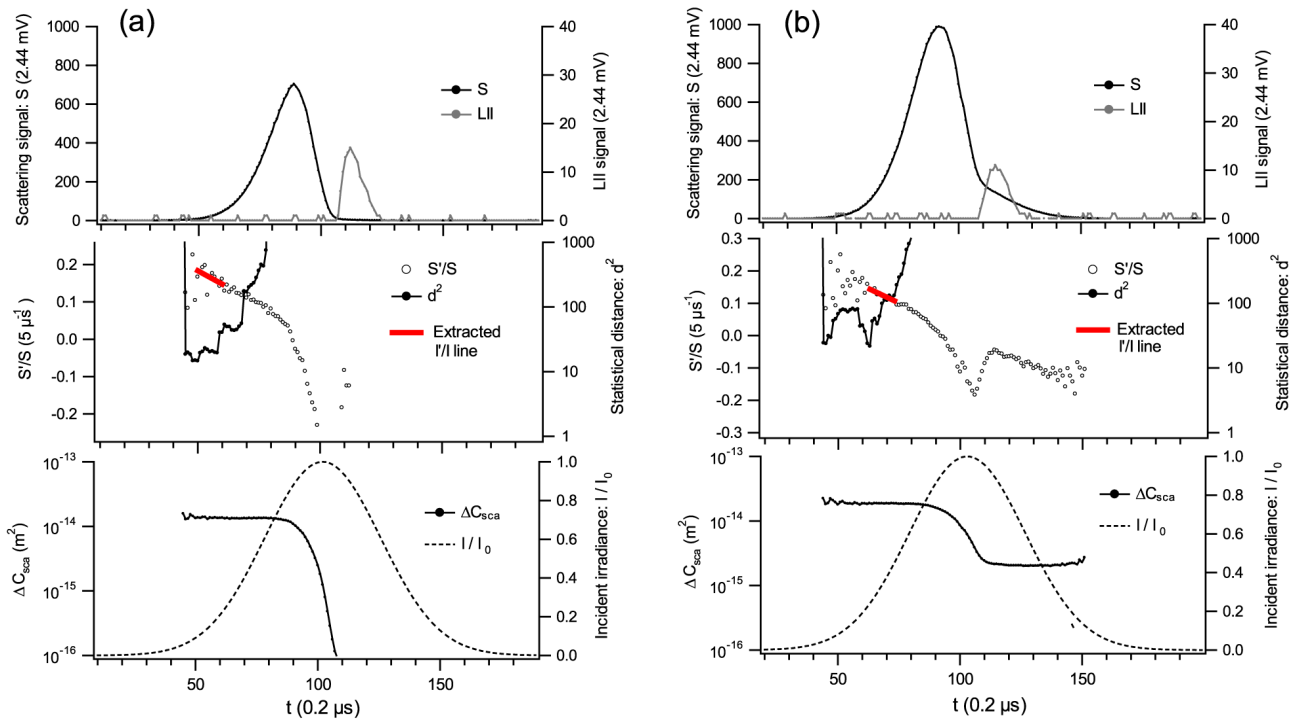 (a)
Scattering signal: S (2.44 mV)
1000
800
600
400
200
0
S
LII
40
30
20
10
0
LII signal (2.44 mV)
S'/S (5 µs⁻¹)
0.2
0.1
0.0
-0.1
-0.2
S'/S
d²
Extracted
I'/I line
1000
100
10
1
Statistical distance: d²
ΔCsca (m²)
10⁻¹³
10⁻¹⁴
10⁻¹⁵
10⁻¹⁶
ΔCsca
I / I₀
1.0
0.8
0.6
0.4
0.2
0.0
Incident irradiance: I / I₀
50
100
150
t (0.2 µs)
(b)
Scattering signal: S (2.44 mV)
1000
800
600
400
200
0
S
LII
40
30
20
10
0
LII signal (2.44 mV)
S'/S (5 µs⁻¹)
0.3
0.2
0.1
0.0
-0.1
-0.2
-0.3
S'/S
d²
Extracted
I'/I line
1000
100
10
1
Statistical distance: d²
ΔCsca (m²)
10⁻¹³
10⁻¹⁴
10⁻¹⁵
10⁻¹⁶
ΔCsca
I / I₀
1.0
0.8
0.6
0.4
0.2
0.0
Incident irradiance: I / I₀
50
100
150
t (0.2 µs)